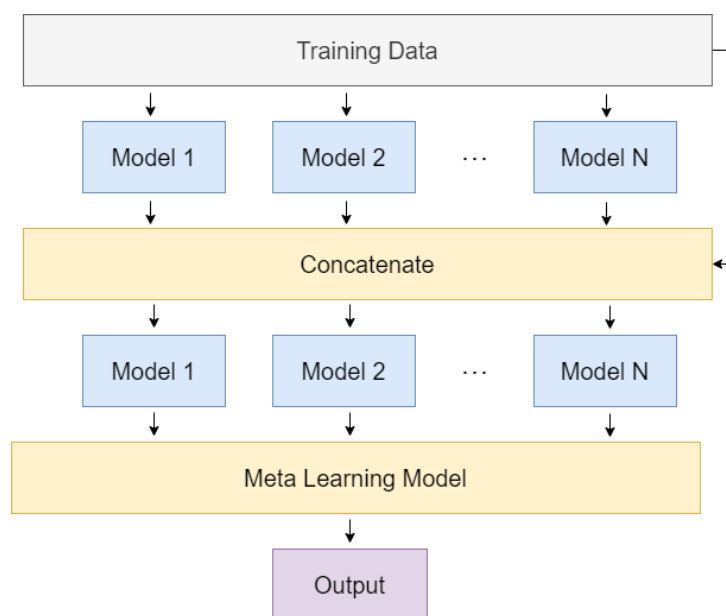 Training Data
Model 1
Model 2
...
Model N
Concatenate
Model 1
Model 2
...
Model N
Meta Learning Model
Output